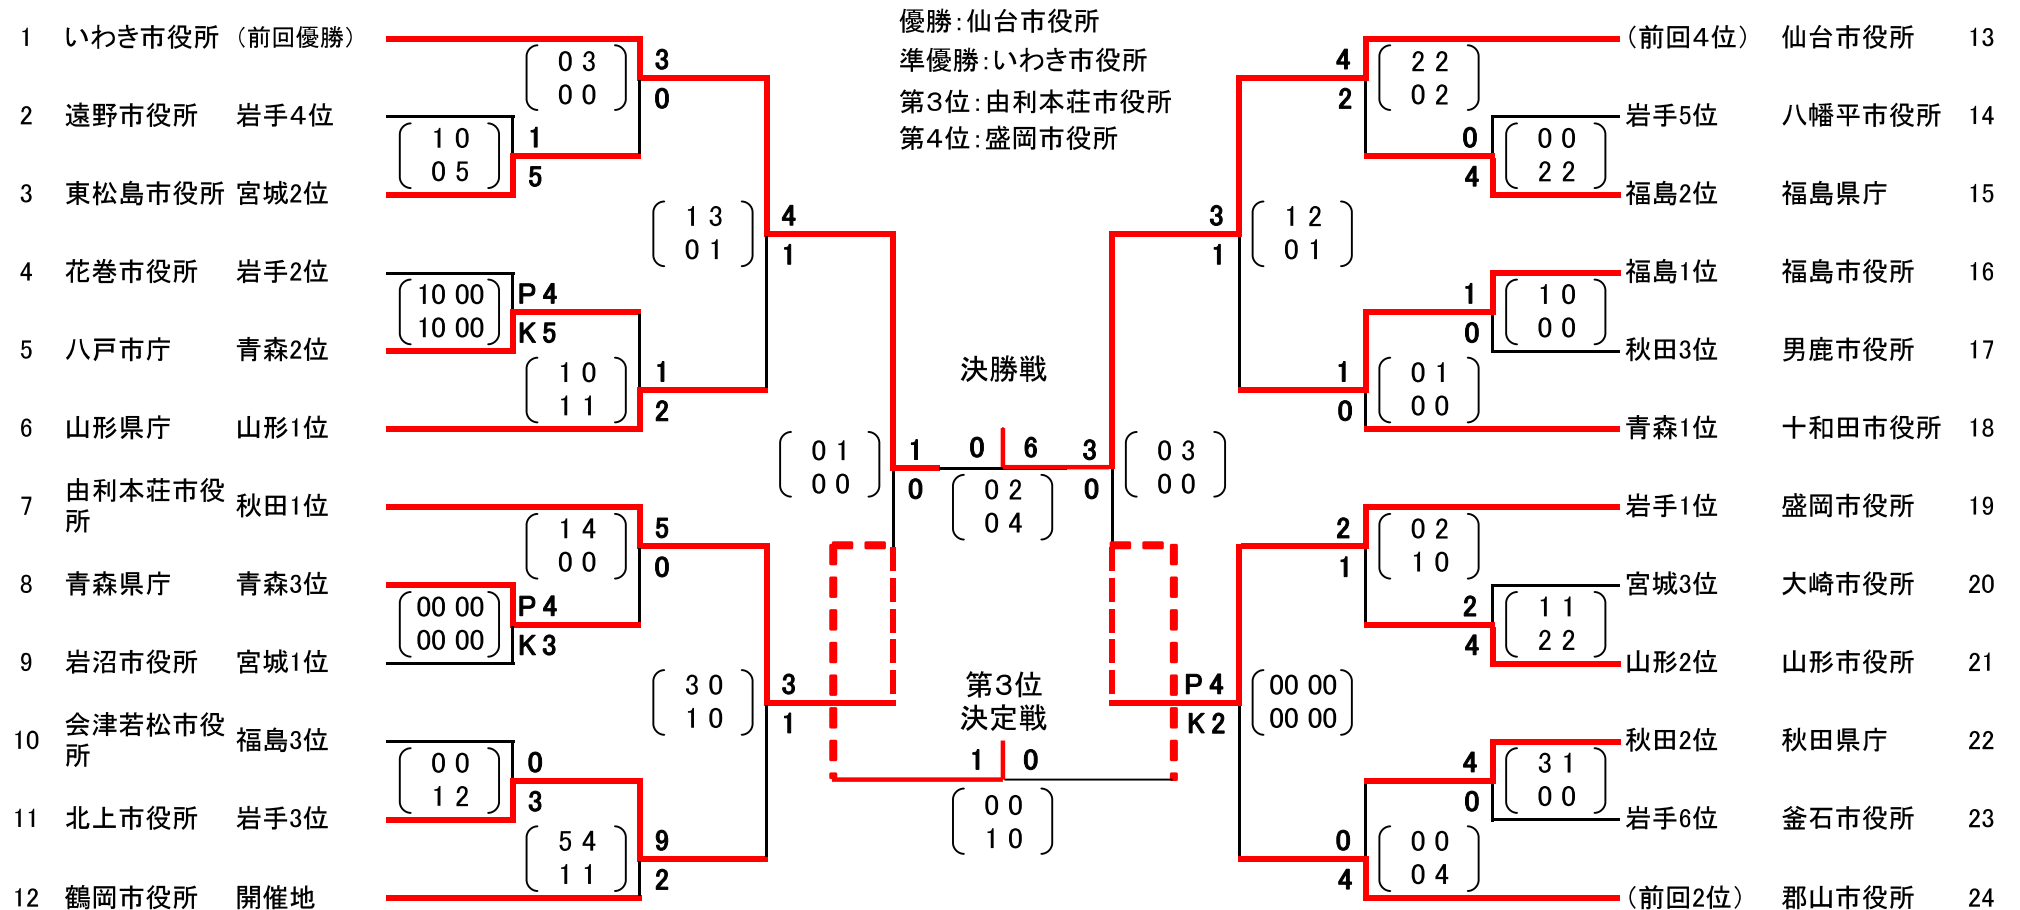 優勝：仙台市役所
準優勝：いわき市役所
第３位：由利本荘市役所
第４位：盛岡市役所
1 いわき市役所 （前回優勝）
2 遠野市役所 岩手４位
3 東松島市役所 宮城2位
4 花巻市役所 岩手2位
5 八戸市庁 青森2位
6 山形県庁 山形1位
7 由利本荘市役
所 秋田1位
8 青森県庁 青森3位
9 岩沼市役所 宮城1位
10 会津若松市役
所 福島3位
11 北上市役所 岩手3位
12 鶴岡市役所 開催地
0 3
0 0
3
0
1 0
0 5
1
5
1 3
0 1
4
1
10 00
10 00
P 4
K 5
1 0
1 1
1
2
0 1
0 0
1
0
1 4
0 0
5
0
00 00
00 00
P 4
K 3
3 0
1 0
3
1
0 0
1 2
0
3
5 4
1 1
9
2
決勝戦
0 6
0 2
0 4
第３位
決定戦
1 0
0 0
1 0
4
2
2 2
0 2
0
4
0 0
2 2
3
1
1 2
0 1
1
0
1 0
0 0
1
0
0 1
0 0
3
0
0 3
0 0
2
1
0 2
1 0
2
4
1 1
2 2
P 4
K 2
00 00
00 00
4
0
3 1
0 0
0
4
0 0
0 4
（前回４位） 仙台市役所 13
岩手5位 八幡平市役所 14
福島2位 福島県庁 15
福島1位 福島市役所 16
秋田3位 男鹿市役所 17
青森1位 十和田市役所 18
岩手1位 盛岡市役所 19
宮城3位 大崎市役所 20
山形2位 山形市役所 21
秋田2位 秋田県庁 22
岩手6位 釜石市役所 23
（前回2位） 郡山市役所 24